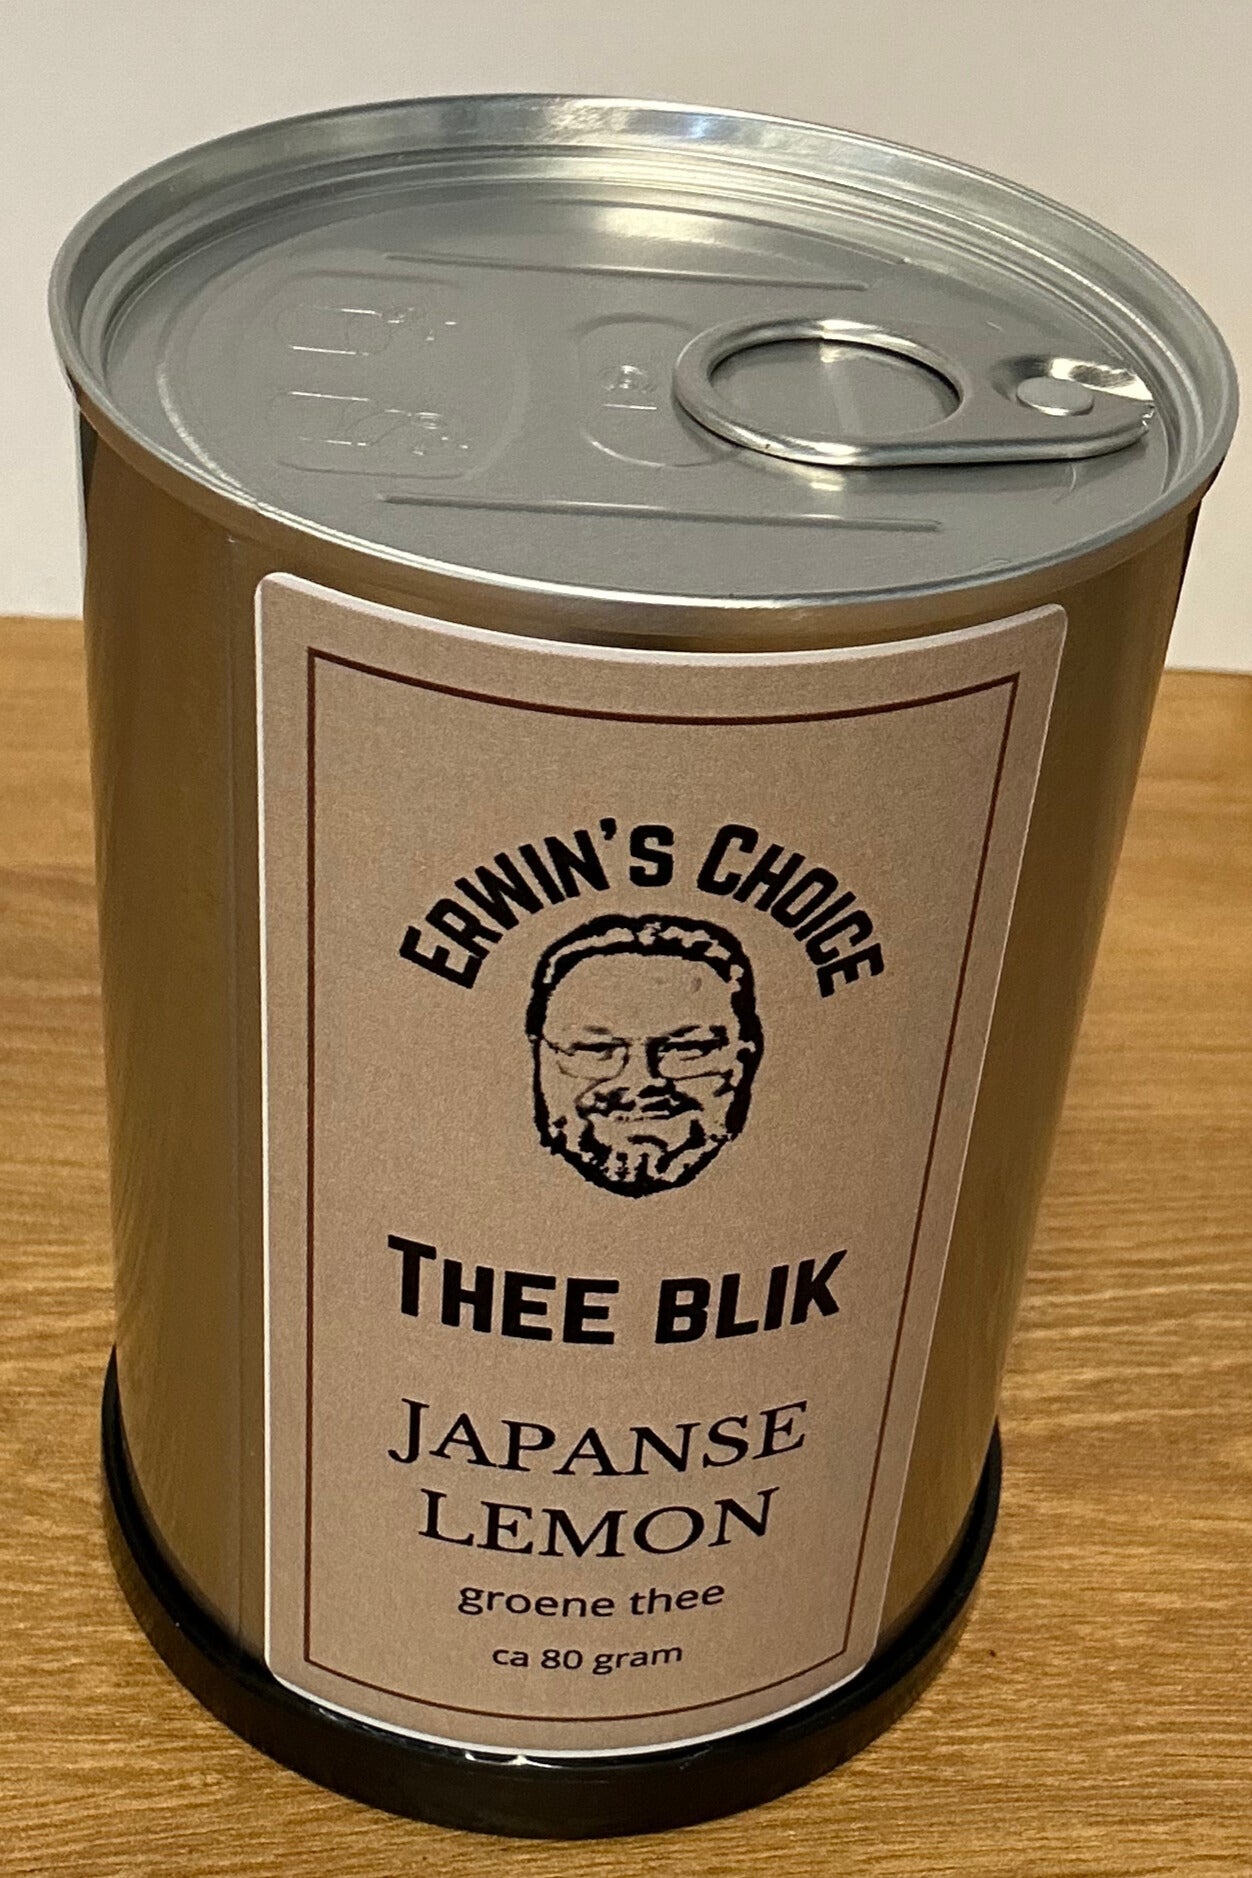 Erwin's Choice
Thee Blik
JAPANSE
LEMON
groene thee
ca 80 gram